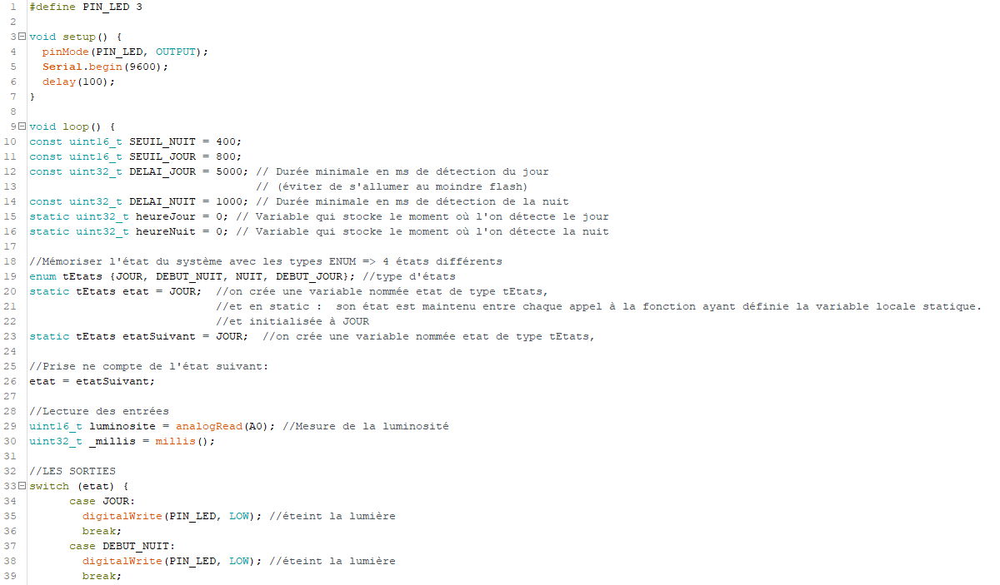 1 #define PIN_LED 3
2
3 void setup() {
4   pinMode(PIN_LED, OUTPUT);
5   Serial.begin(9600);
6   delay(100);
7 }
8
9 void loop() {
10 const uint16_t SEUIL_NUIT = 400;
11 const uint16_t SEUIL_JOUR = 800;
12 const uint32_t DELAI_JOUR = 5000; // Durée minimale en ms de détection du jour
13                                   // (éviter de s'allumer au moindre flash)
14 const uint32_t DELAI_NUIT = 1000; // Durée minimale en ms de détection de la nuit
15 static uint32_t heureJour = 0; // Variable qui stocke le moment où l'on détecte le jour
16 static uint32_t heureNuit = 0; // Variable qui stocke le moment où l'on détecte la nuit
17
18 //Mémoriser l'état du système avec les types ENUM => 4 états différents
19 enum tEtats {JOUR, DEBUT_NUIT, NUIT, DEBUT_JOUR}; //type d'états
20 static tEtats etat = JOUR;  //on crée une variable nommée etat de type tEtats,
21                             //et en static :  son état est maintenu entre chaque appel à la fonction ayant définie la variable locale statique.
22                             //et initialisée à JOUR
23 static tEtats etatSuivant = JOUR;  //on crée une variable nommée etat de type tEtats,
24
25 //Prise ne compte de l'état suivant:
26 etat = etatSuivant;
27
28 //Lecture des entrées
29 uint16_t luminosite = analogRead(A0); //Mesure de la luminosité
30 uint32_t _millis = millis();
31
32 //LES SORTIES
33 switch (etat) {
34       case JOUR:
35         digitalWrite(PIN_LED, LOW); //éteint la lumière
36         break;
37       case DEBUT_NUIT:
38         digitalWrite(PIN_LED, LOW); //éteint la lumière
39         break;